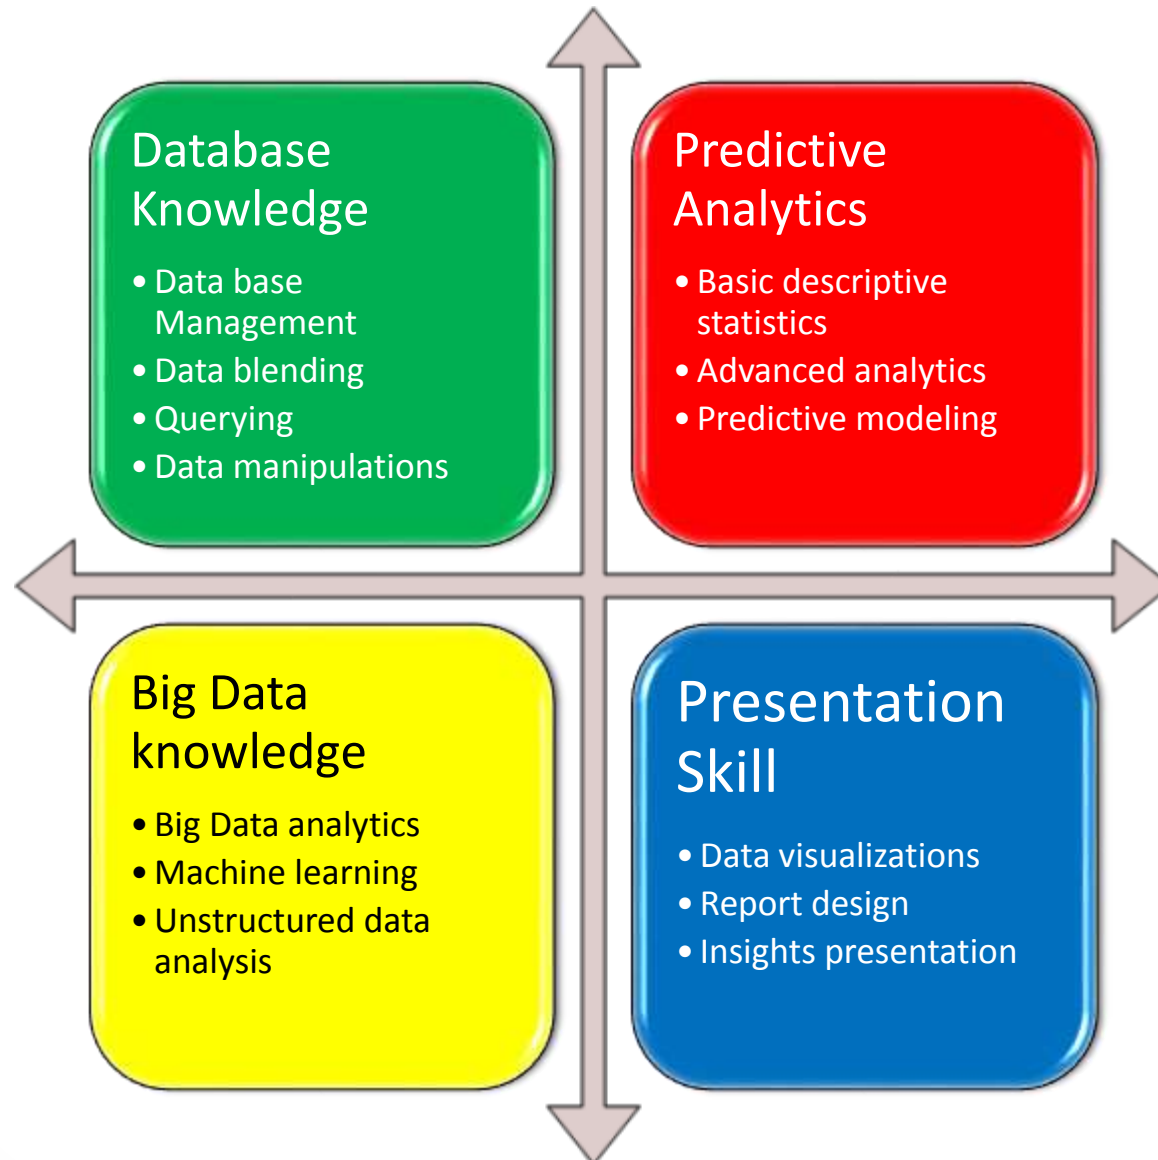 Database
Knowledge
• Data base
Management
• Data blending
• Querying
• Data manipulations
Predictive
Analytics
• Basic descriptive
statistics
• Advanced analytics
• Predictive modeling
Big Data
knowledge
• Big Data analytics
• Machine learning
• Unstructured data
analysis
Presentation
Skill
• Data visualizations
• Report design
• Insights presentation